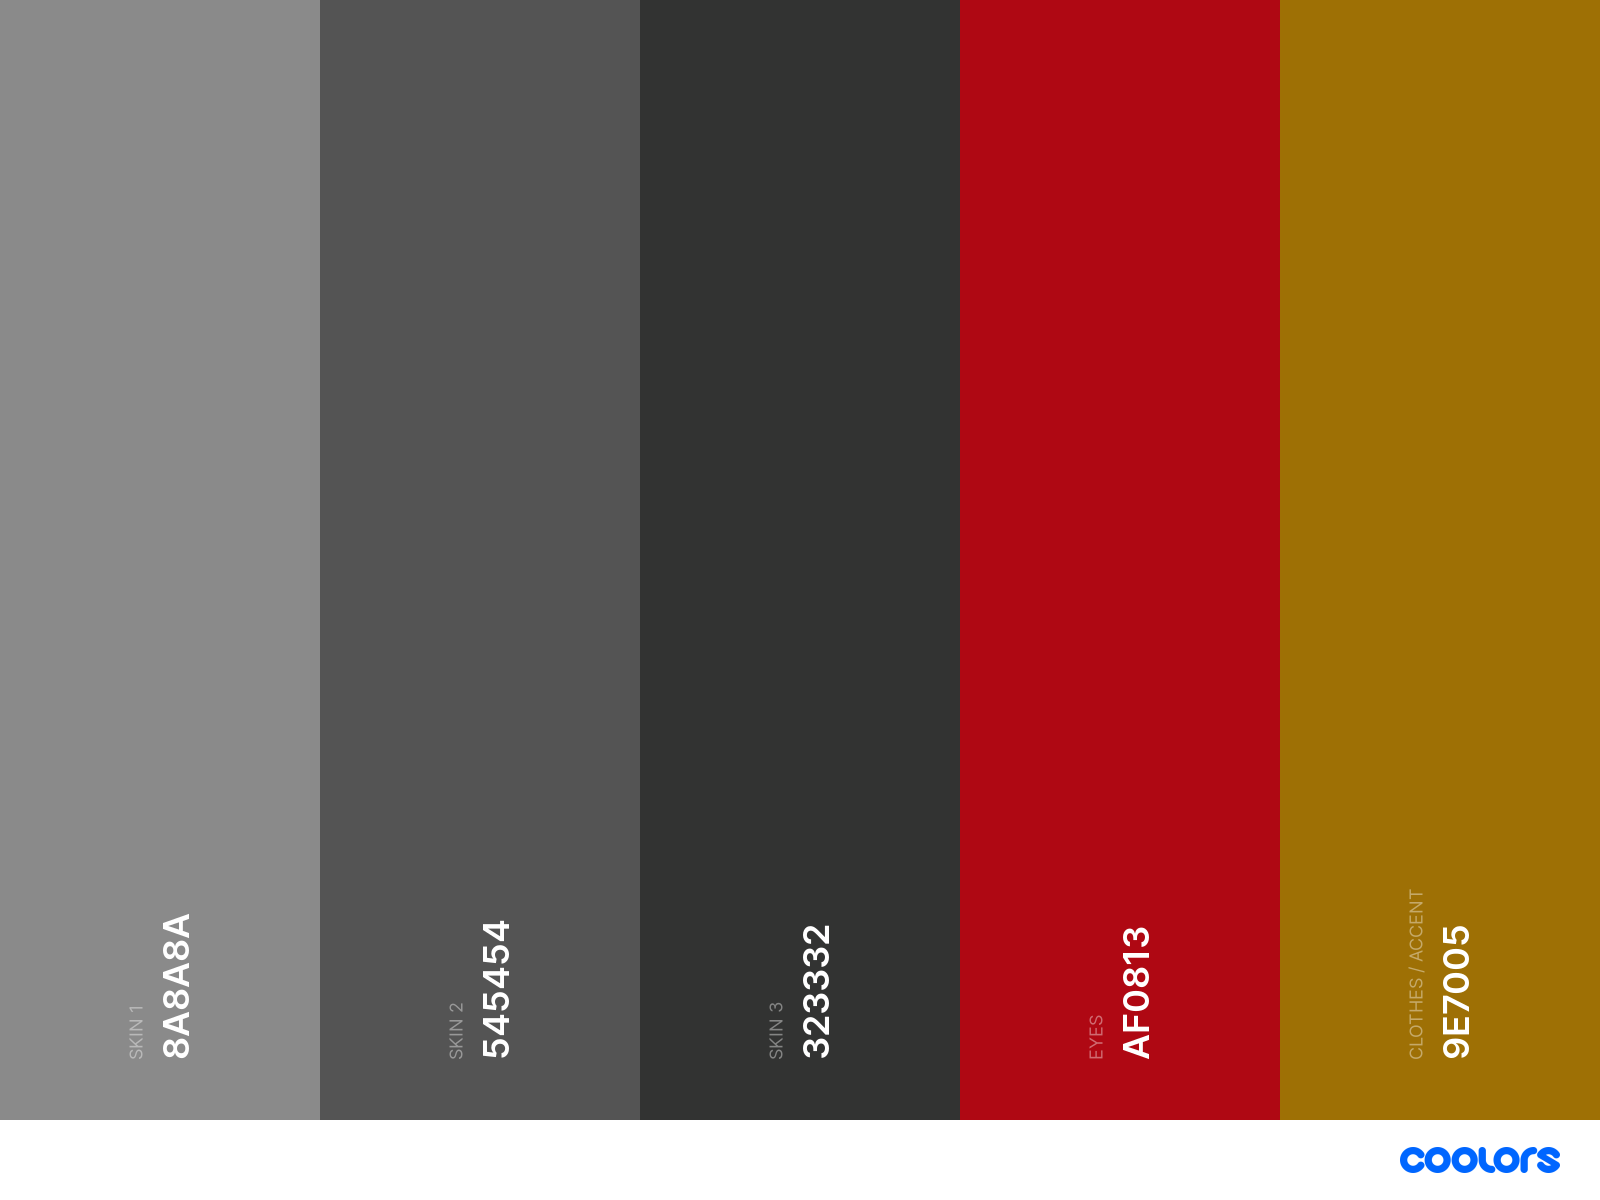 SKIN 1
8A8A8A
SKIN 2
545454
SKIN 3
323332
EYES
AF0813
CLOTHES / ACCENT
9E7005
coolors